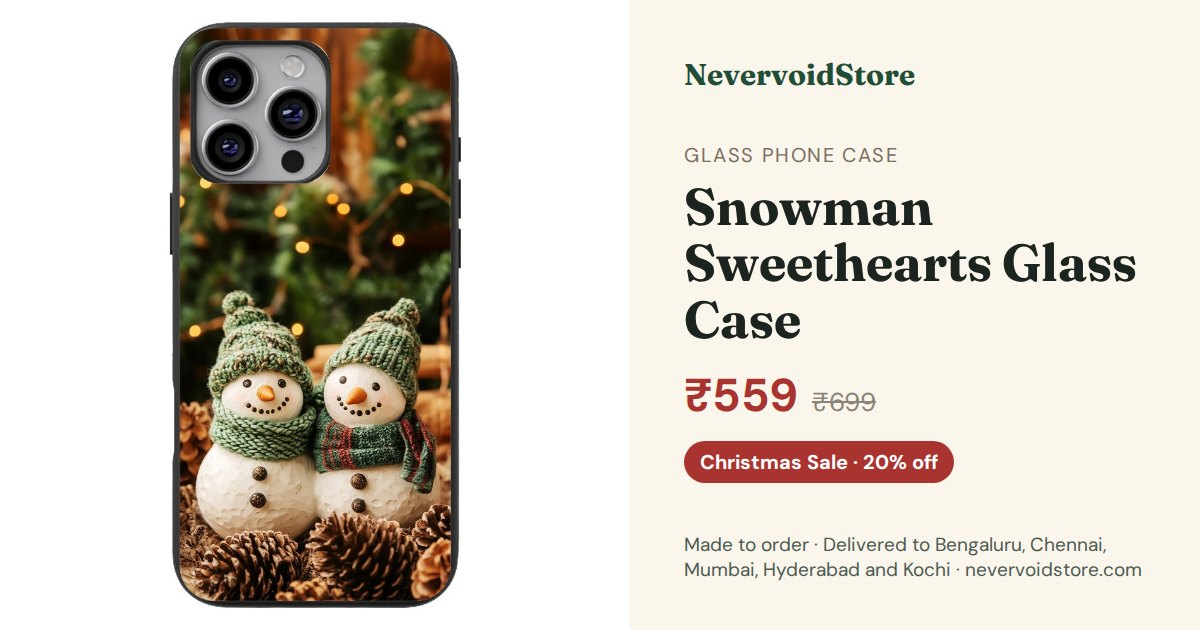 NevervoidStore
GLASS PHONE CASE
Snowman
Sweethearts Glass
Case
₹559 ₹699
Christmas Sale · 20% off
Made to order · Delivered to Bengaluru, Chennai,
Mumbai, Hyderabad and Kochi · nevervoidstore.com